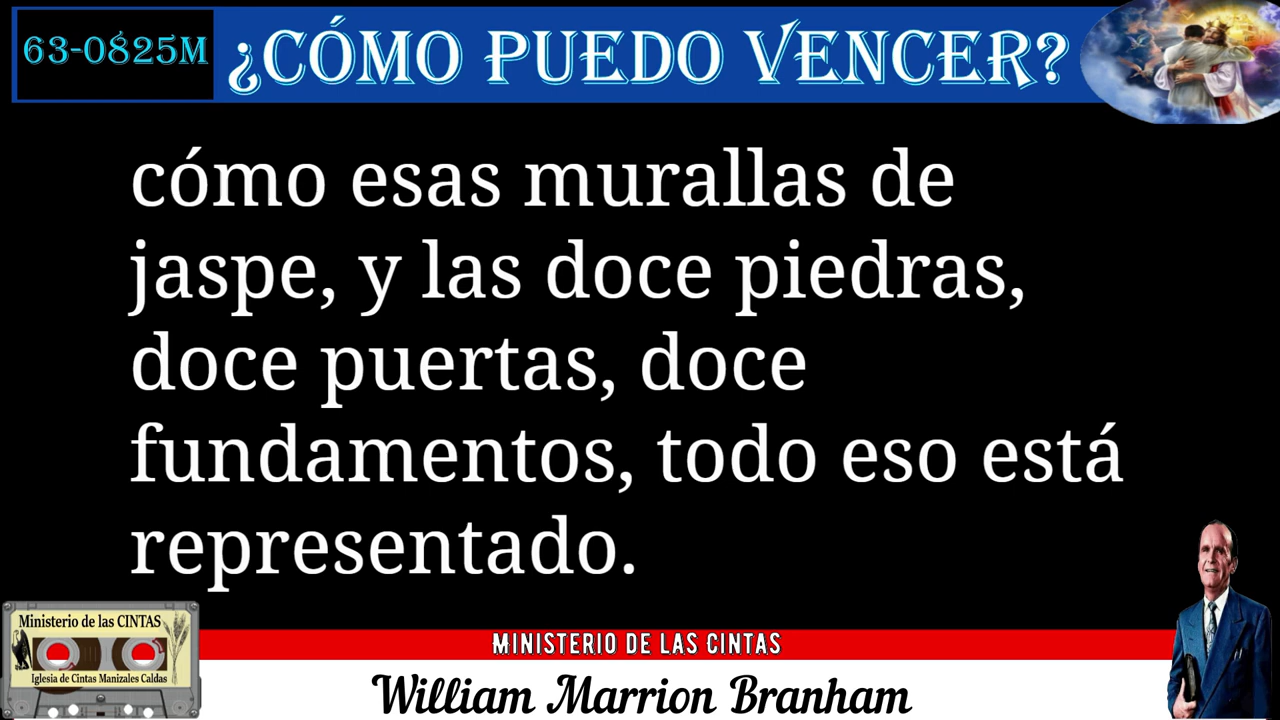 63-0825M
¿CÓMO PUEDO VENCER?
cómo esas murallas de
jaspe, y las doce piedras,
doce puertas, doce
fundamentos, todo eso está
representado.
Ministerio de las CINTAS
Iglesia de Cintas Manizales Caldas
MINISTERIO DE LAS CINTAS
William Marrion Branham